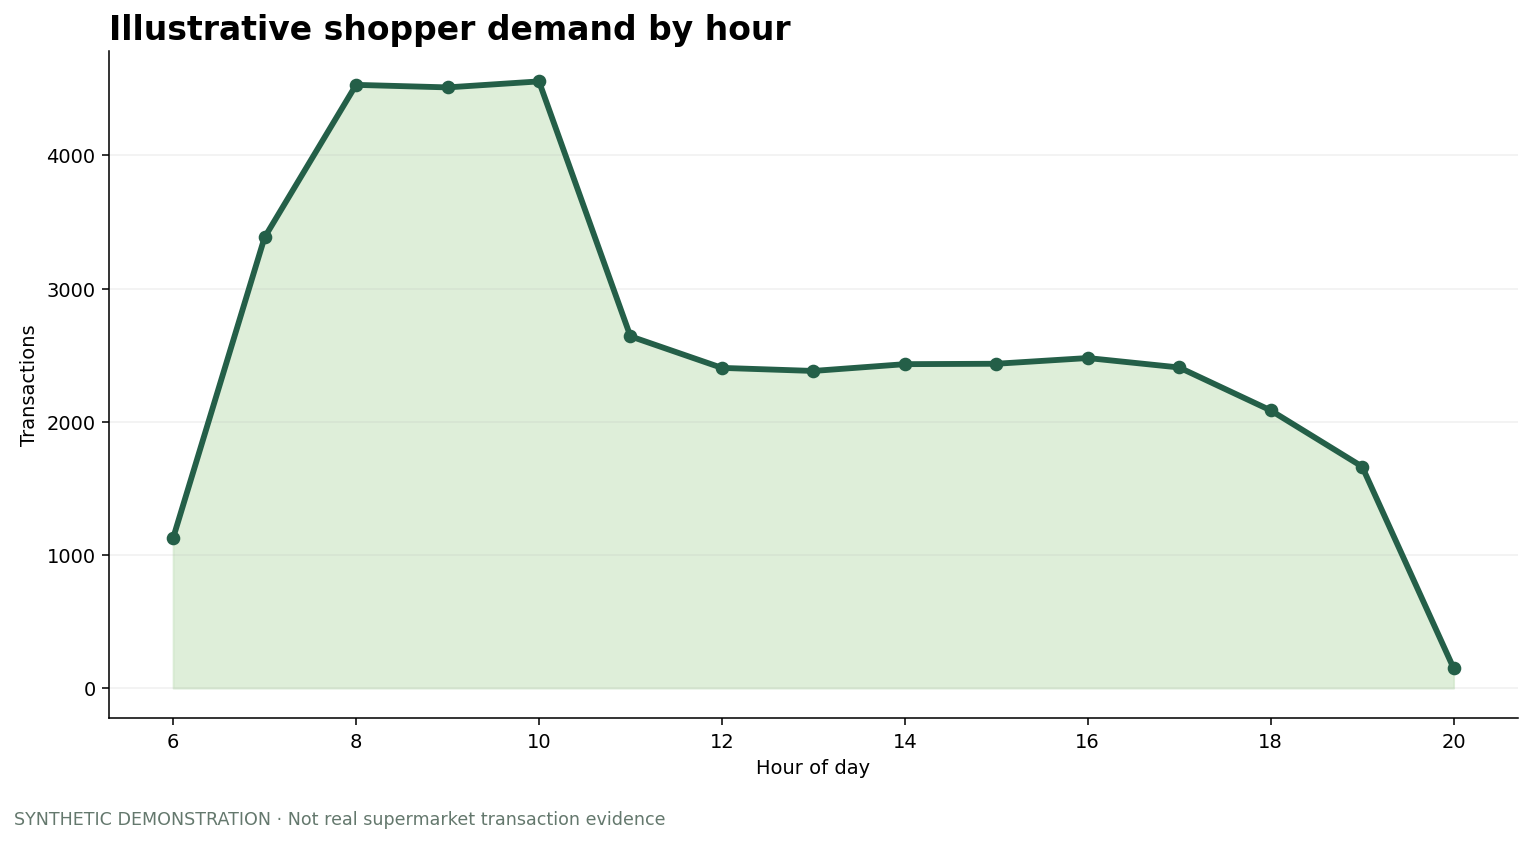 Illustrative shopper demand by hour
4000
3000
2000
1000
0
Transactions
6 8 10 12 14 16 18 20
Hour of day
SYNTHETIC DEMONSTRATION · Not real supermarket transaction evidence